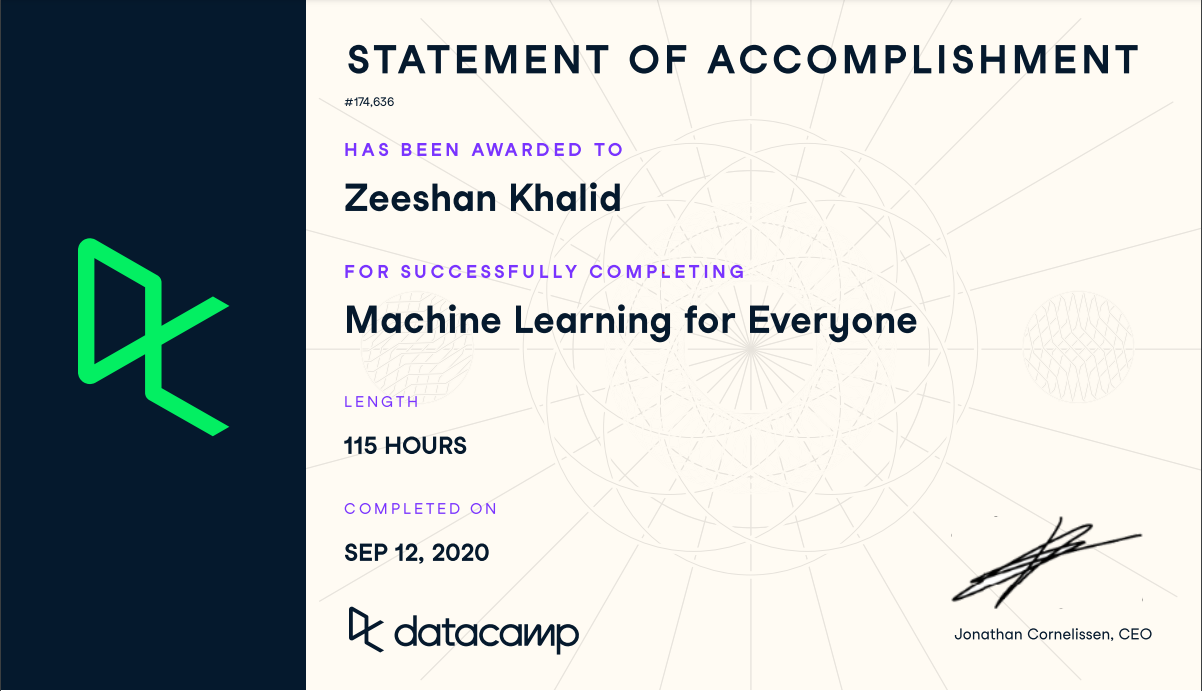 STATEMENT OF ACCOMPLISHMENT
#174,636
HAS BEEN AWARDED TO
Zeeshan Khalid
FOR SUCCESSFULLY COMPLETING
Machine Learning for Everyone
LENGTH
115 HOURS
COMPLETED ON
SEP 12, 2020
datacamp
Jonathan Cornelissen, CEO